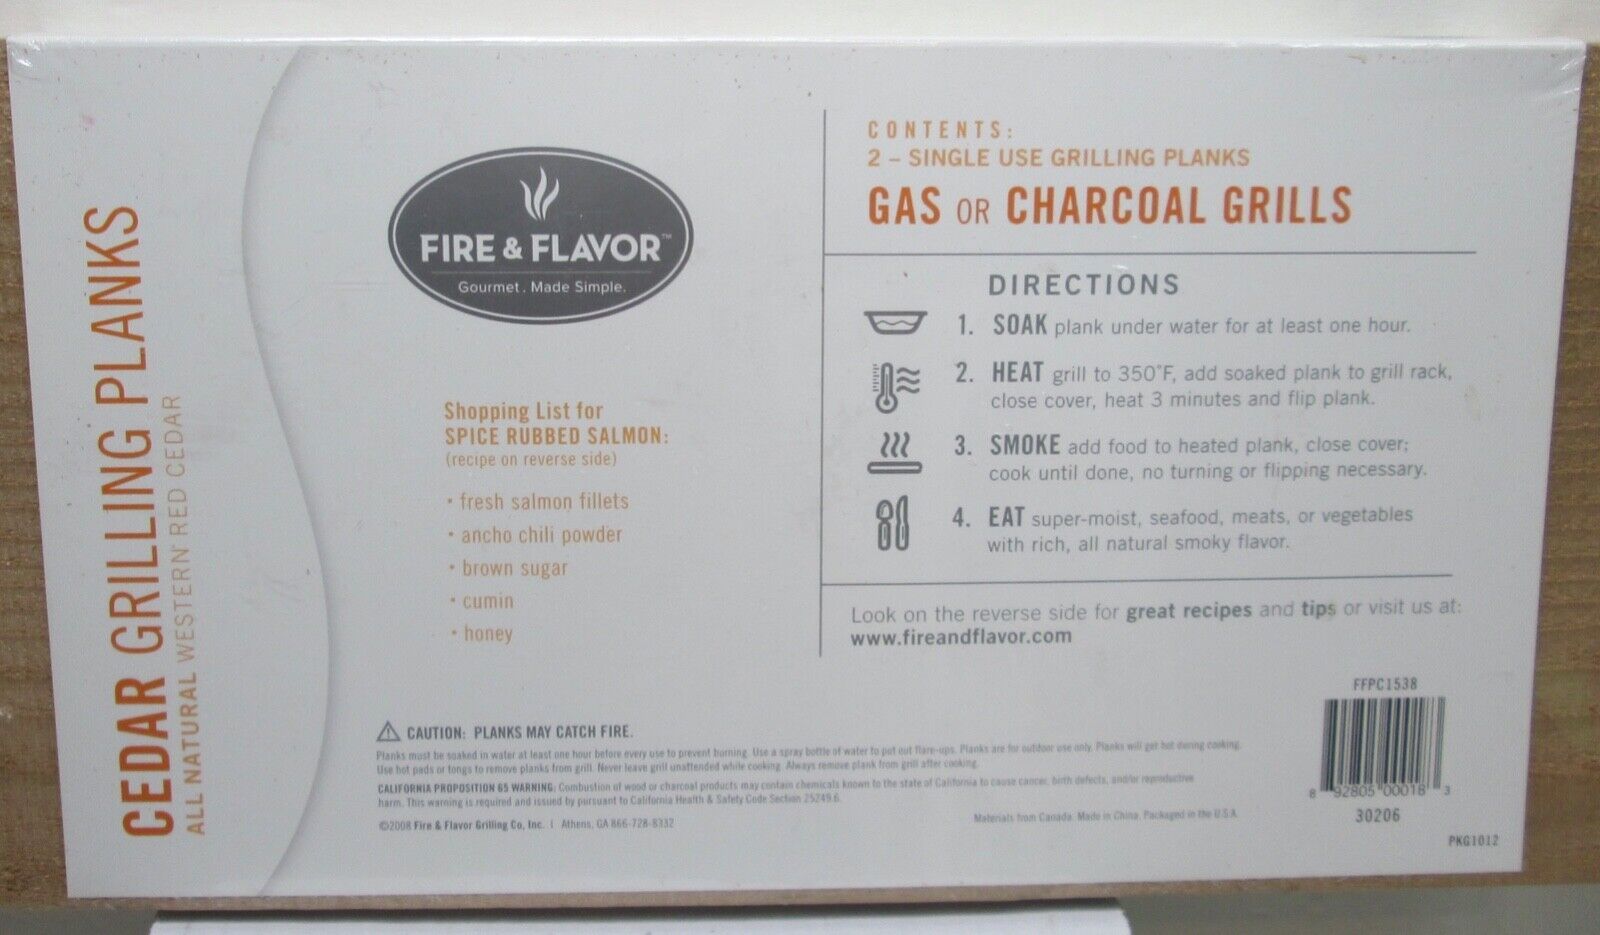 CEDAR GRILLING PLANKS
ALL NATURAL WESTERN RED CEDAR
FIRE & FLAVOR™
Gourmet. Made Simple.
Shopping List for
SPICE RUBBED SALMON:
(recipe on reverse side)
• fresh salmon fillets
• ancho chili powder
• brown sugar
• cumin
• honey
CONTENTS:
2 – SINGLE USE GRILLING PLANKS
GAS OR CHARCOAL GRILLS
DIRECTIONS
1. SOAK plank under water for at least one hour.
2. HEAT grill to 350°F, add soaked plank to grill rack,
close cover, heat 3 minutes and flip plank.
3. SMOKE add food to heated plank, close cover;
cook until done, no turning or flipping necessary.
4. EAT super-moist, seafood, meats, or vegetables
with rich, all natural smoky flavor.
Look on the reverse side for great recipes and tips or visit us at:
www.fireandflavor.com
CAUTION: PLANKS MAY CATCH FIRE.
Planks must be soaked in water at least one hour before every use to prevent burning. Use a spray bottle of water to put out flare-ups. Planks are for outdoor use only. Planks will get hot during cooking.
Use hot pads or tongs to remove planks from grill. Never leave grill unattended while cooking. Always remove plank from grill after cooking.
CALIFORNIA PROPOSITION 65 WARNING: Combustion of wood or charcoal products may contain chemicals known to the state of California to cause cancer, birth defects, and/or reproductive
harm. This warning is required and issued by pursuant to California Health & Safety Code Section 25249.6.
©2008 Fire & Flavor Grilling Co, Inc. | Athens, GA 866-728-8332
Materials from Canada. Made in China. Packaged in the U.S.A.
FFPC1538
8 92805 00018 3
30206
PKG1012